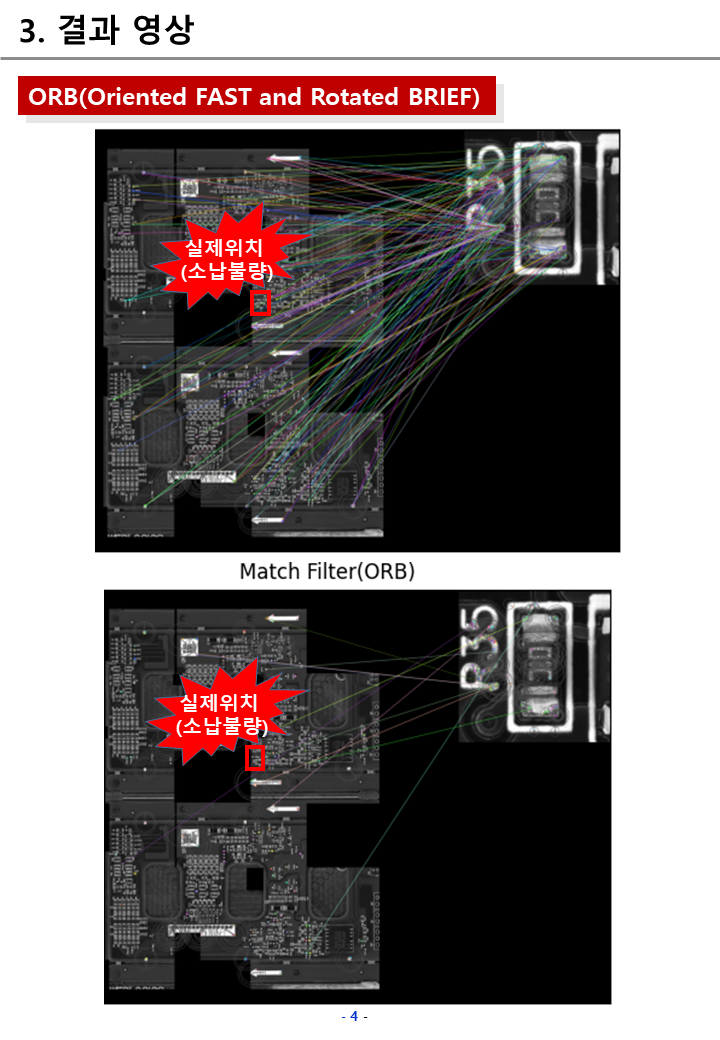 3. 결과 영상
ORB(Oriented FAST and Rotated BRIEF)
R35
실제위치
(소납불량)
Match Filter(ORB)
R35
실제위치
(소납불량)
- 4 -